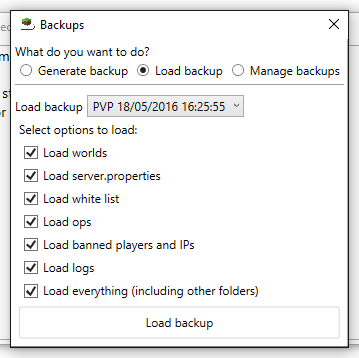 Backups
What do you want to do?
Generate backup Load backup Manage backups
Load backup PVP 18/05/2016 16:25:55
Select options to load:
Load worlds
Load server.properties
Load white list
Load ops
Load banned players and IPs
Load logs
Load everything (including other folders)
Load backup